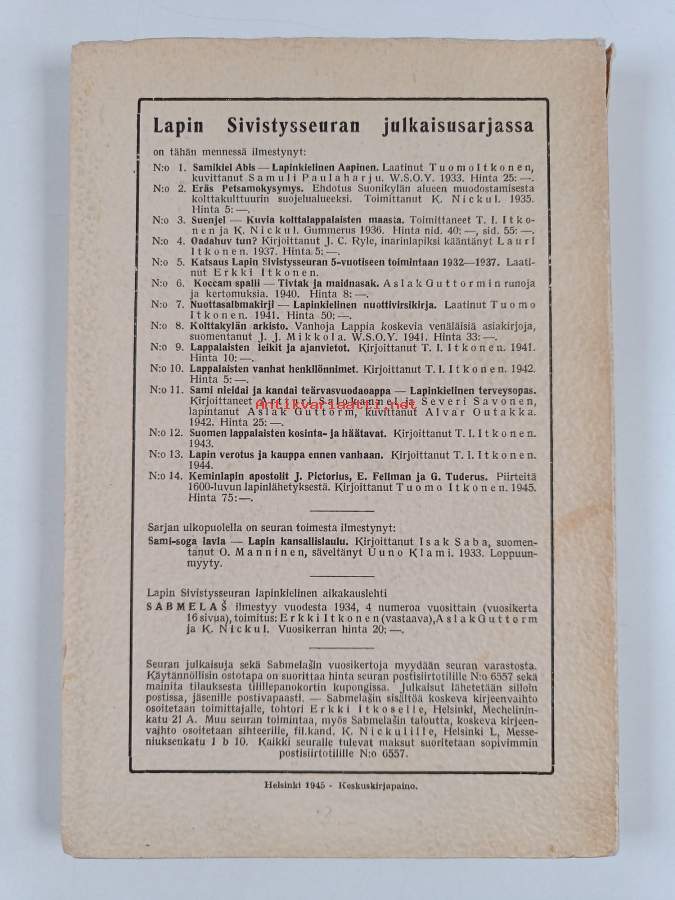 Lapin Sivistysseuran julkaisusarjassa
on tähän mennessä ilmestynyt:
N:o 1. Samikiel Abis — Lapinkielinen Aapinen. Laatinut Tuomo Itkonen,
kuvittanut Samuli Paulaharju. W.S.O.Y. 1933. Hinta 25: —.
N:o 2. Eräs Petsamokysymys. Ehdotus Suonikylän alueen muodostamisesta
kolttakulttuurin suojelualueeksi. Toimittanut K. Nickul. 1935.
Hinta 5: —.
N:o 3. Suenjel — Kuvia kolttalappalaisten maasta. Toimittaneet T. I. Itko-
nen ja K. Nickul. Gummerus 1936. Hinta nid. 40: —, sid. 55: —.
N:o 4. Oadahuv tun? Kirjoittanut J. C. Ryle, inarinlapiksi kääntänyt Lauri
Itkonen. 1937. Hinta 5: —.
N:o 5. Katsaus Lapin Sivistysseuran 5-vuotiseen toimintaan 1932—1937. Laati-
nut Erkki Itkonen.
N:o 6. Koccam spalli — Tivtak ja maidnasak. Aslak Guttormin runoja
ja kertomuksia. 1940. Hinta 8: —.
N:o 7. Nuottasalbmakirji — Lapinkielinen nuottivirsikirja. Laatinut Tuomo
Itkonen. 1941. Hinta 50: —.
N:o 8. Kolttakylän arkisto. Vanhoja Lappia koskevia venäläisiä asiakirjoja,
suomentanut J. J. Mikkola. W.S.O.Y. 1941. Hinta 33: —.
N:o 9. Lappalaisten leikit ja ajanvietot. Kirjoittanut T. I. Itkonen. 1941.
Hinta 10: —.
N:o 10. Lappalaisten vanhat henkilönnimet. Kirjoittanut T. I. Itkonen. 1942.
Hinta 5: —.
N:o 11. Sami nieidai ja kandai teärvasvuodaoappa — Lapinkielinen terveysopas.
Kirjoittaneet Artturi Salokannel ja Severi Savonen,
lapintanut Aslak Guttorm, kuvittanut Alvar Outakka.
1942. Hinta 25: —.
N:o 12. Suomen lappalaisten kosinta- ja häätavat. Kirjoittanut T. I. Itkonen.
1943.
N:o 13. Lapin verotus ja kauppa ennen vanhaan. Kirjoittanut T. I. Itkonen.
1944.
N:o 14. Keminlapin apostolit J. Pictorius, E. Fellman ja G. Tuderus. Piirteitä
1600-luvun lapinlähetyksestä. Kirjoittanut Tuomo Itkonen. 1945.
Hinta 75: —.
Antikvariaatti.net
Sarjan ulkopuolella on seuran toimesta ilmestynyt:
Sami-soga lavla — Lapin kansallislaulu. Kirjoittanut Isak Saba, suomen-
tanut O. Manninen, säveltänyt Uuno Klami. 1933. Loppuun-
myyty.
Lapin Sivistysseuran lapinkielinen aikakauslehti
SABMELAŠ ilmestyy vuodesta 1934, 4 numeroa vuosittain (vuosikerta
16 sivua), toimitus: Erkki Itkonen (vastaava), Aslak Guttorm
ja K. Nickul. Vuosikerran hinta 20: —.
Seuran julkaisuja sekä Sabmelašin vuosikertoja myydään seuran varastosta.
Käytännöllisin ostotapa on suorittaa hinta seuran postisiirtotilille N:o 6557 sekä
mainita tilauksesta tilillepanokortin kupongissa. Julkaisut lähetetään silloin
postissa, jäsenille postivapaasti. — Sabmelašin sisältöä koskeva kirjeenvaihto
osoitetaan toimittajalle, tohtori Erkki Itkoselle, Helsinki, Mechelinin-
katu 21 A. Muu seuran toimintaa, myös Sabmelašin taloutta, koskeva kirjeen-
vaihto osoitetaan sihteerille, fil.kand. K. Nickulille, Helsinki L, Messe-
niuksenkatu 1 b 10. Kaikki seuralle tulevat maksut suoritetaan sopivimmin
postisiirtotilille N:o 6557.
Helsinki 1945 - Keskuskirjapaino.